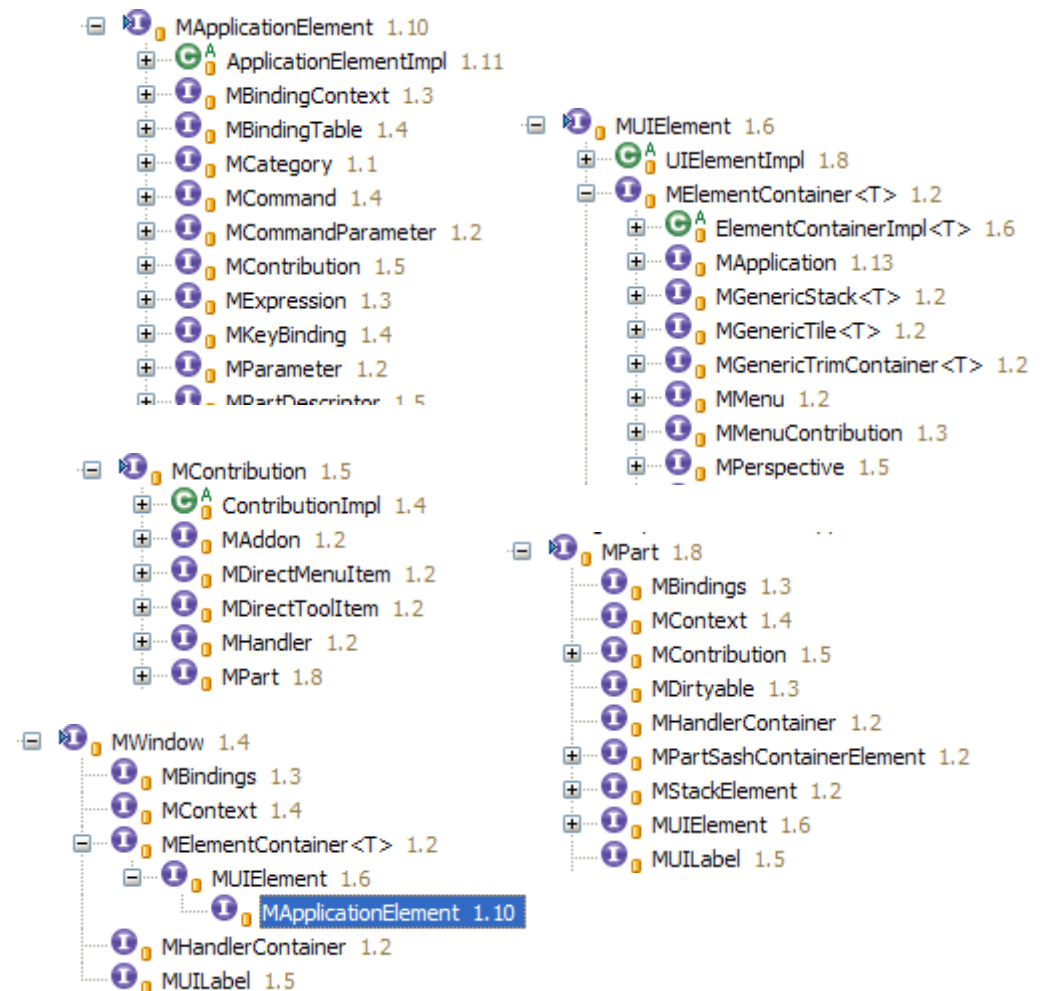 MApplicationElement 1.10
ApplicationElementImpl 1.11
MBindingContext 1.3
MBindingTable 1.4
MCategory 1.1
MCommand 1.4
MCommandParameter 1.2
MContribution 1.5
MExpression 1.3
MKeyBinding 1.4
MParameter 1.2
MPartDescriptor 1.5
MUIElement 1.6
UIElementImpl 1.8
MElementContainer<T> 1.2
ElementContainerImpl<T> 1.6
MApplication 1.13
MGenericStack<T> 1.2
MGenericTile<T> 1.2
MGenericTrimContainer<T> 1.2
MMenu 1.2
MMenuContribution 1.3
MPerspective 1.5
MContribution 1.5
ContributionImpl 1.4
MAddon 1.2
MDirectMenuItem 1.2
MDirectToolItem 1.2
MHandler 1.2
MPart 1.8
MPart 1.8
MBindings 1.3
MContext 1.4
MContribution 1.5
MDirtyable 1.3
MHandlerContainer 1.2
MPartSashContainerElement 1.2
MStackElement 1.2
MUIElement 1.6
MUILabel 1.5
MWindow 1.4
MBindings 1.3
MContext 1.4
MElementContainer<T> 1.2
MUIElement 1.6
MApplicationElement 1.10
MHandlerContainer 1.2
MUILabel 1.5